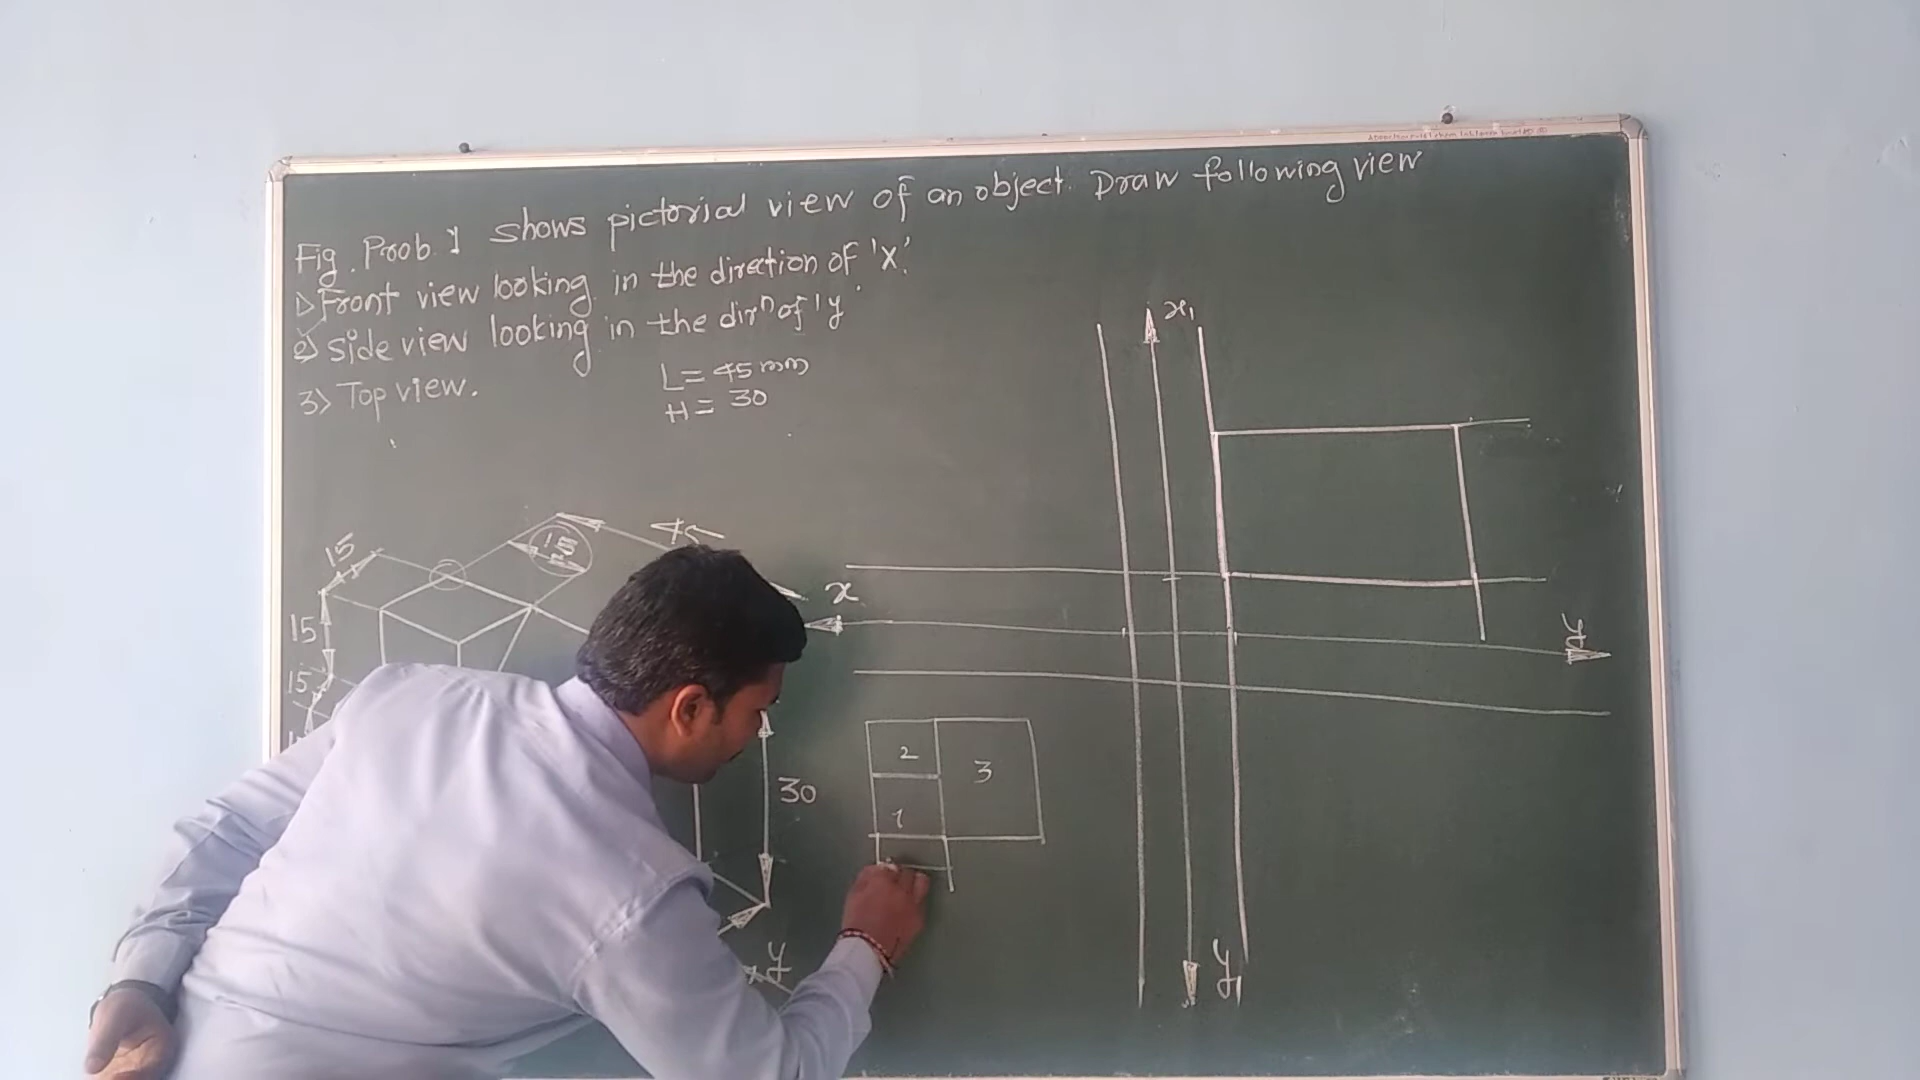 Fig. Prob. 1 shows pictorial view of an object. Draw following view
1) Front view looking in the direction of 'X'.
2) side view looking in the dirⁿ of 'y'
3) Top view.
L = 45 mm
H = 30
x₁
15
15
45
x
15
15
y
2
3
30
1
y
y₁